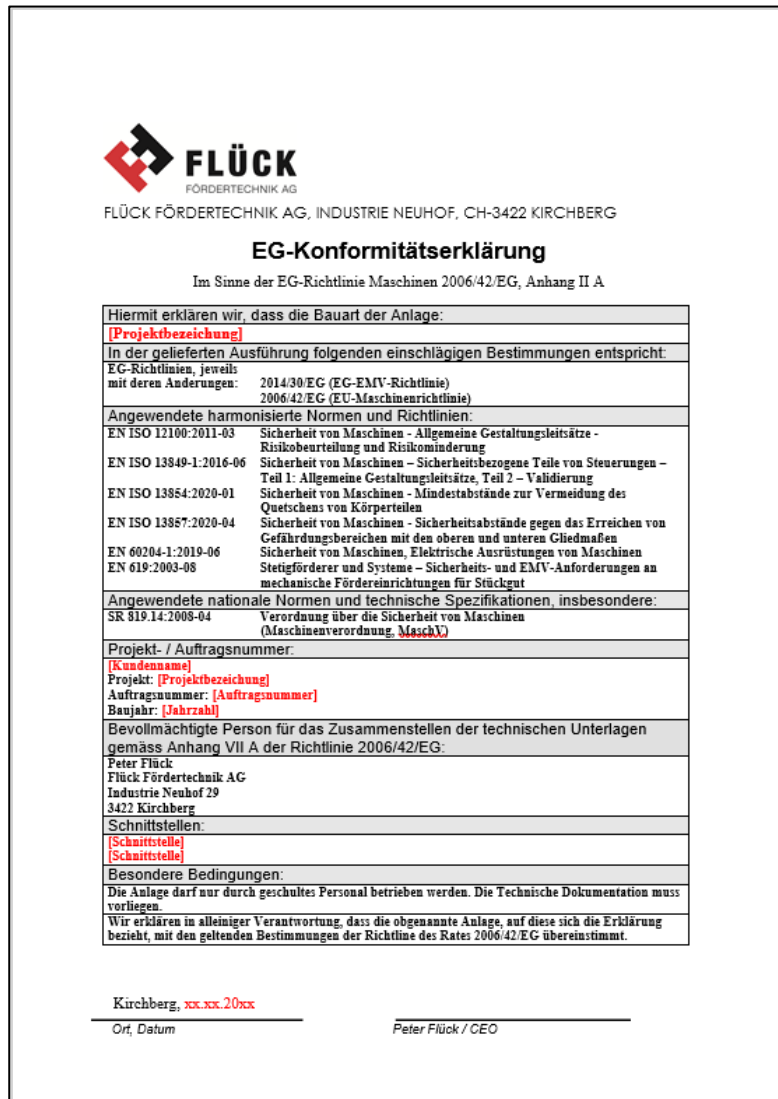 FLÜCK
FÖRDERTECHNIK AG
FLÜCK FÖRDERTECHNIK AG, INDUSTRIE NEUHOF, CH-3422 KIRCHBERG
EG-Konformitätserklärung
Im Sinne der EG-Richtlinie Maschinen 2006/42/EG, Anhang II A
Hiermit erklären wir, dass die Bauart der Anlage:
[Projektbezeichung]
In der gelieferten Ausführung folgenden einschlägigen Bestimmungen entspricht:
EG-Richtlinien, jeweils
mit deren Änderungen: 2014/30/EG (EG-EMV-Richtlinie)
2006/42/EG (EU-Maschinenrichtlinie)
Angewendete harmonisierte Normen und Richtlinien:
EN ISO 12100:2011-03 Sicherheit von Maschinen - Allgemeine Gestaltungsleitsätze -
Risikobeurteilung und Risikominderung
EN ISO 13849-1:2016-06 Sicherheit von Maschinen – Sicherheitsbezogene Teile von Steuerungen –
Teil 1: Allgemeine Gestaltungsleitsätze, Teil 2 – Validierung
EN ISO 13854:2020-01 Sicherheit von Maschinen - Mindestabstände zur Vermeidung des
Quetschens von Körperteilen
EN ISO 13857:2020-04 Sicherheit von Maschinen - Sicherheitsabstände gegen das Erreichen von
Gefährdungsbereichen mit den oberen und unteren Gliedmaßen
EN 60204-1:2019-06 Sicherheit von Maschinen, Elektrische Ausrüstungen von Maschinen
EN 619:2003-08 Stetigförderer und Systeme – Sicherheits- und EMV-Anforderungen an
mechanische Fördereinrichtungen für Stückgut
Angewendete nationale Normen und technische Spezifikationen, insbesondere:
SR 819.14:2008-04 Verordnung über die Sicherheit von Maschinen
(Maschinenverordnung, MaschV)
Projekt- / Auftragsnummer:
[Kundenname]
Projekt: [Projektbezeichung]
Auftragsnummer: [Auftragsnummer]
Baujahr: [Jahrzahl]
Bevollmächtigte Person für das Zusammenstellen der technischen Unterlagen
gemäss Anhang VII A der Richtlinie 2006/42/EG:
Peter Flück
Flück Fördertechnik AG
Industrie Neuhof 29
3422 Kirchberg
Schnittstellen:
[Schnittstelle]
[Schnittstelle]
Besondere Bedingungen:
Die Anlage darf nur durch geschultes Personal betrieben werden. Die Technische Dokumentation muss
vorliegen.
Wir erklären in alleiniger Verantwortung, dass die obgenannte Anlage, auf diese sich die Erklärung
bezieht, mit den geltenden Bestimmungen der Richtline des Rates 2006/42/EG übereinstimmt.
Kirchberg, xx.xx.20xx
Ort, Datum Peter Flück / CEO